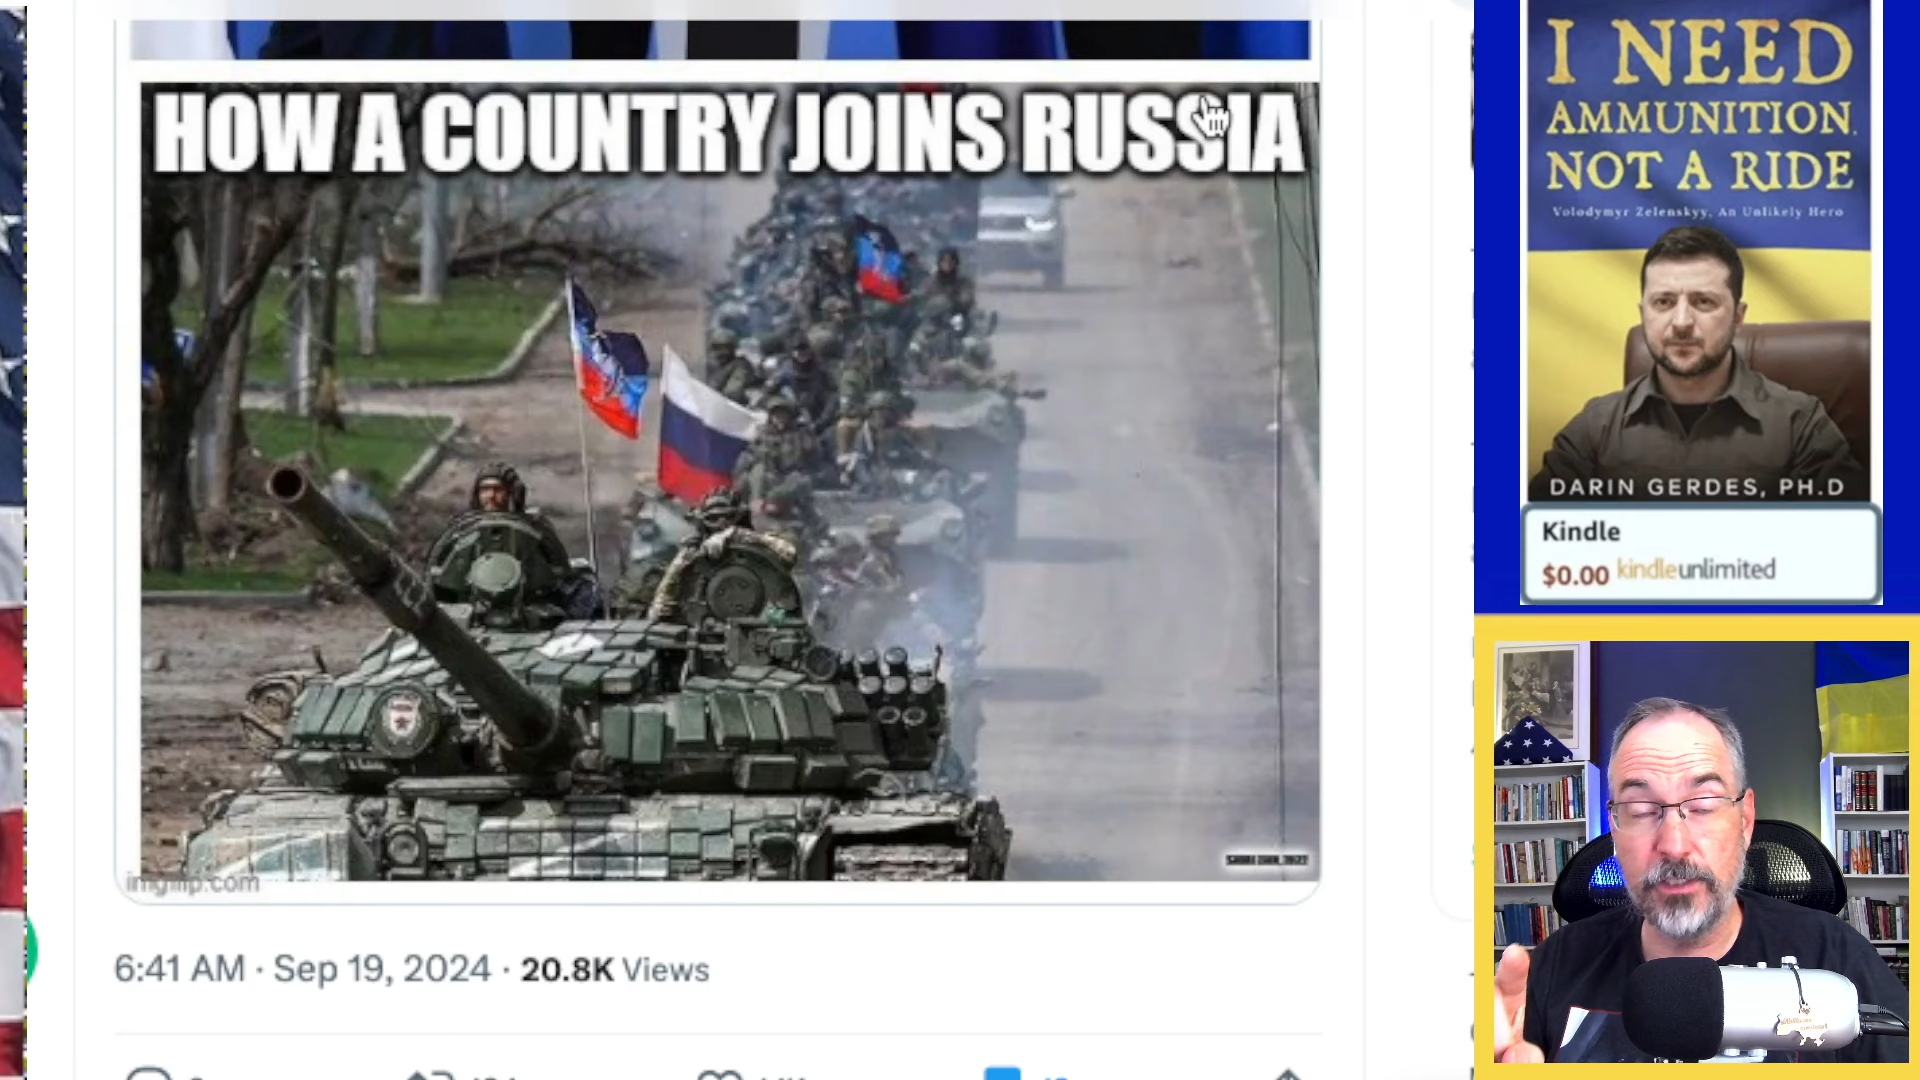 HOW A COUNTRY JOINS RUSSIA
imgflip.com
6:41 AM · Sep 19, 2024 · 20.8K Views
I NEED
AMMUNITION,
NOT A RIDE
Volodymyr Zelenskyy, An Unlikely Hero
DARIN GERDES, PH.D
Kindle
$0.00 kindleunlimited